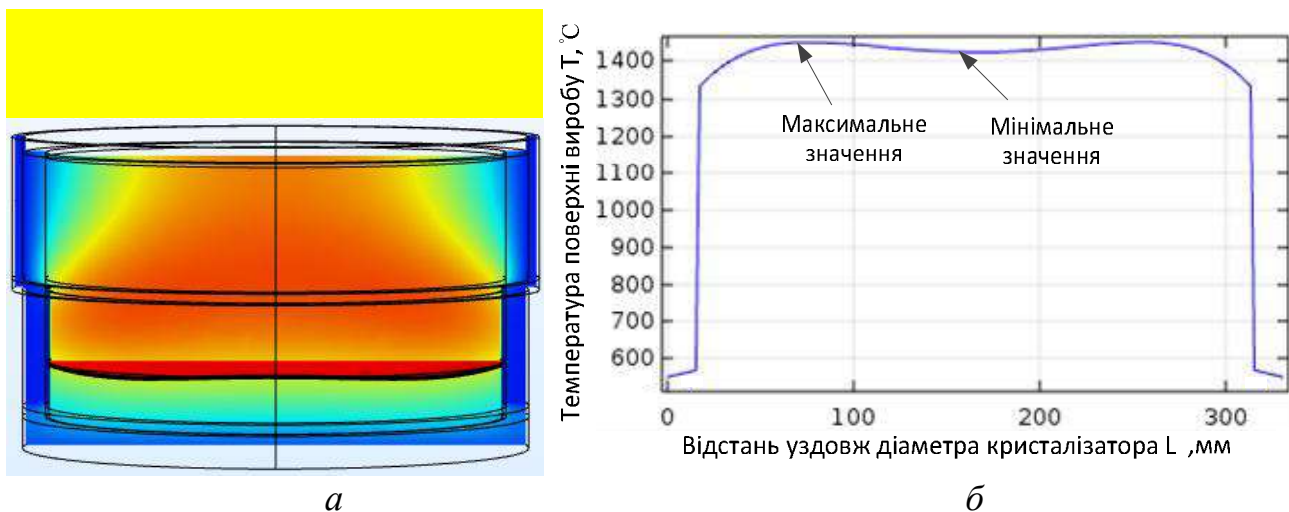 Температура поверхні виробу Т, °С
1400
1300
1200
1100
1000
900
800
700
600
Максимальне
значення
Мінімальне
значення
0
100
200
300
Відстань уздовж діаметра кристалізатора L ,мм
а
б